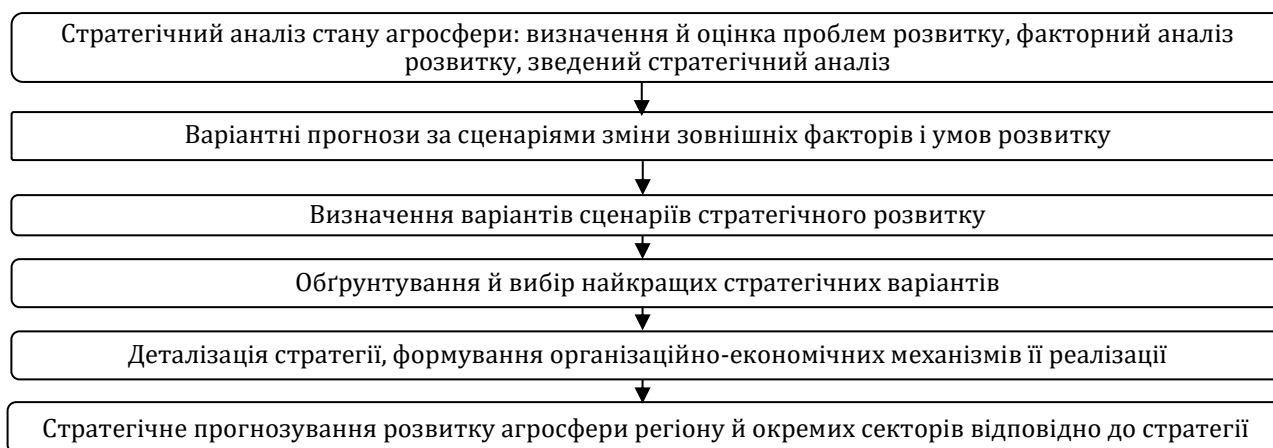 Стратегічний аналіз стану агросфери: визначення й оцінка проблем розвитку, факторний аналіз
розвитку, зведений стратегічний аналіз
Варіантні прогнози за сценаріями зміни зовнішніх факторів і умов розвитку
Визначення варіантів сценаріїв стратегічного розвитку
Обґрунтування й вибір найкращих стратегічних варіантів
Деталізація стратегії, формування організаційно-економічних механізмів її реалізації
Стратегічне прогнозування розвитку агросфери регіону й окремих секторів відповідно до стратегії